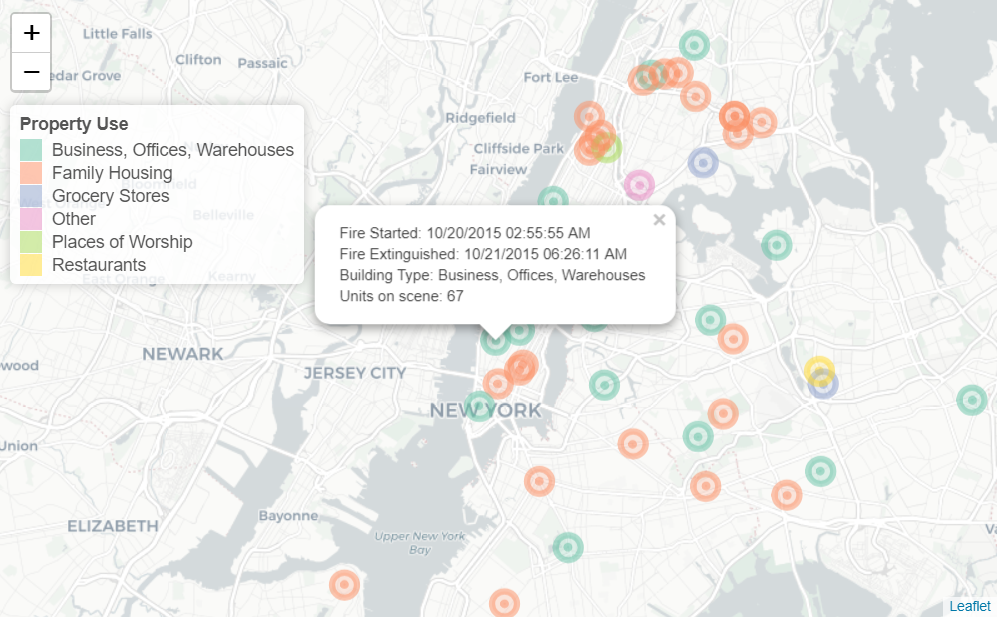 +
−
Little Falls
Clifton
Passaic
edar Grove
Fort Lee
Ridgefield
Cliffside Park
Fairview
Property Use
Business, Offices, Warehouses
Family Housing
Grocery Stores
Other
Places of Worship
Restaurants
Bloomfield
Belleville
East Orange
Kearny
×
Fire Started: 10/20/2015 02:55:55 AM
Fire Extinguished: 10/21/2015 06:26:11 AM
Building Type: Business, Offices, Warehouses
Units on scene: 67
NEWARK
wood
JERSEY CITY
NEW YORK
Union
ELIZABETH
Bayonne
Upper New York
Bay
Va
Leaflet